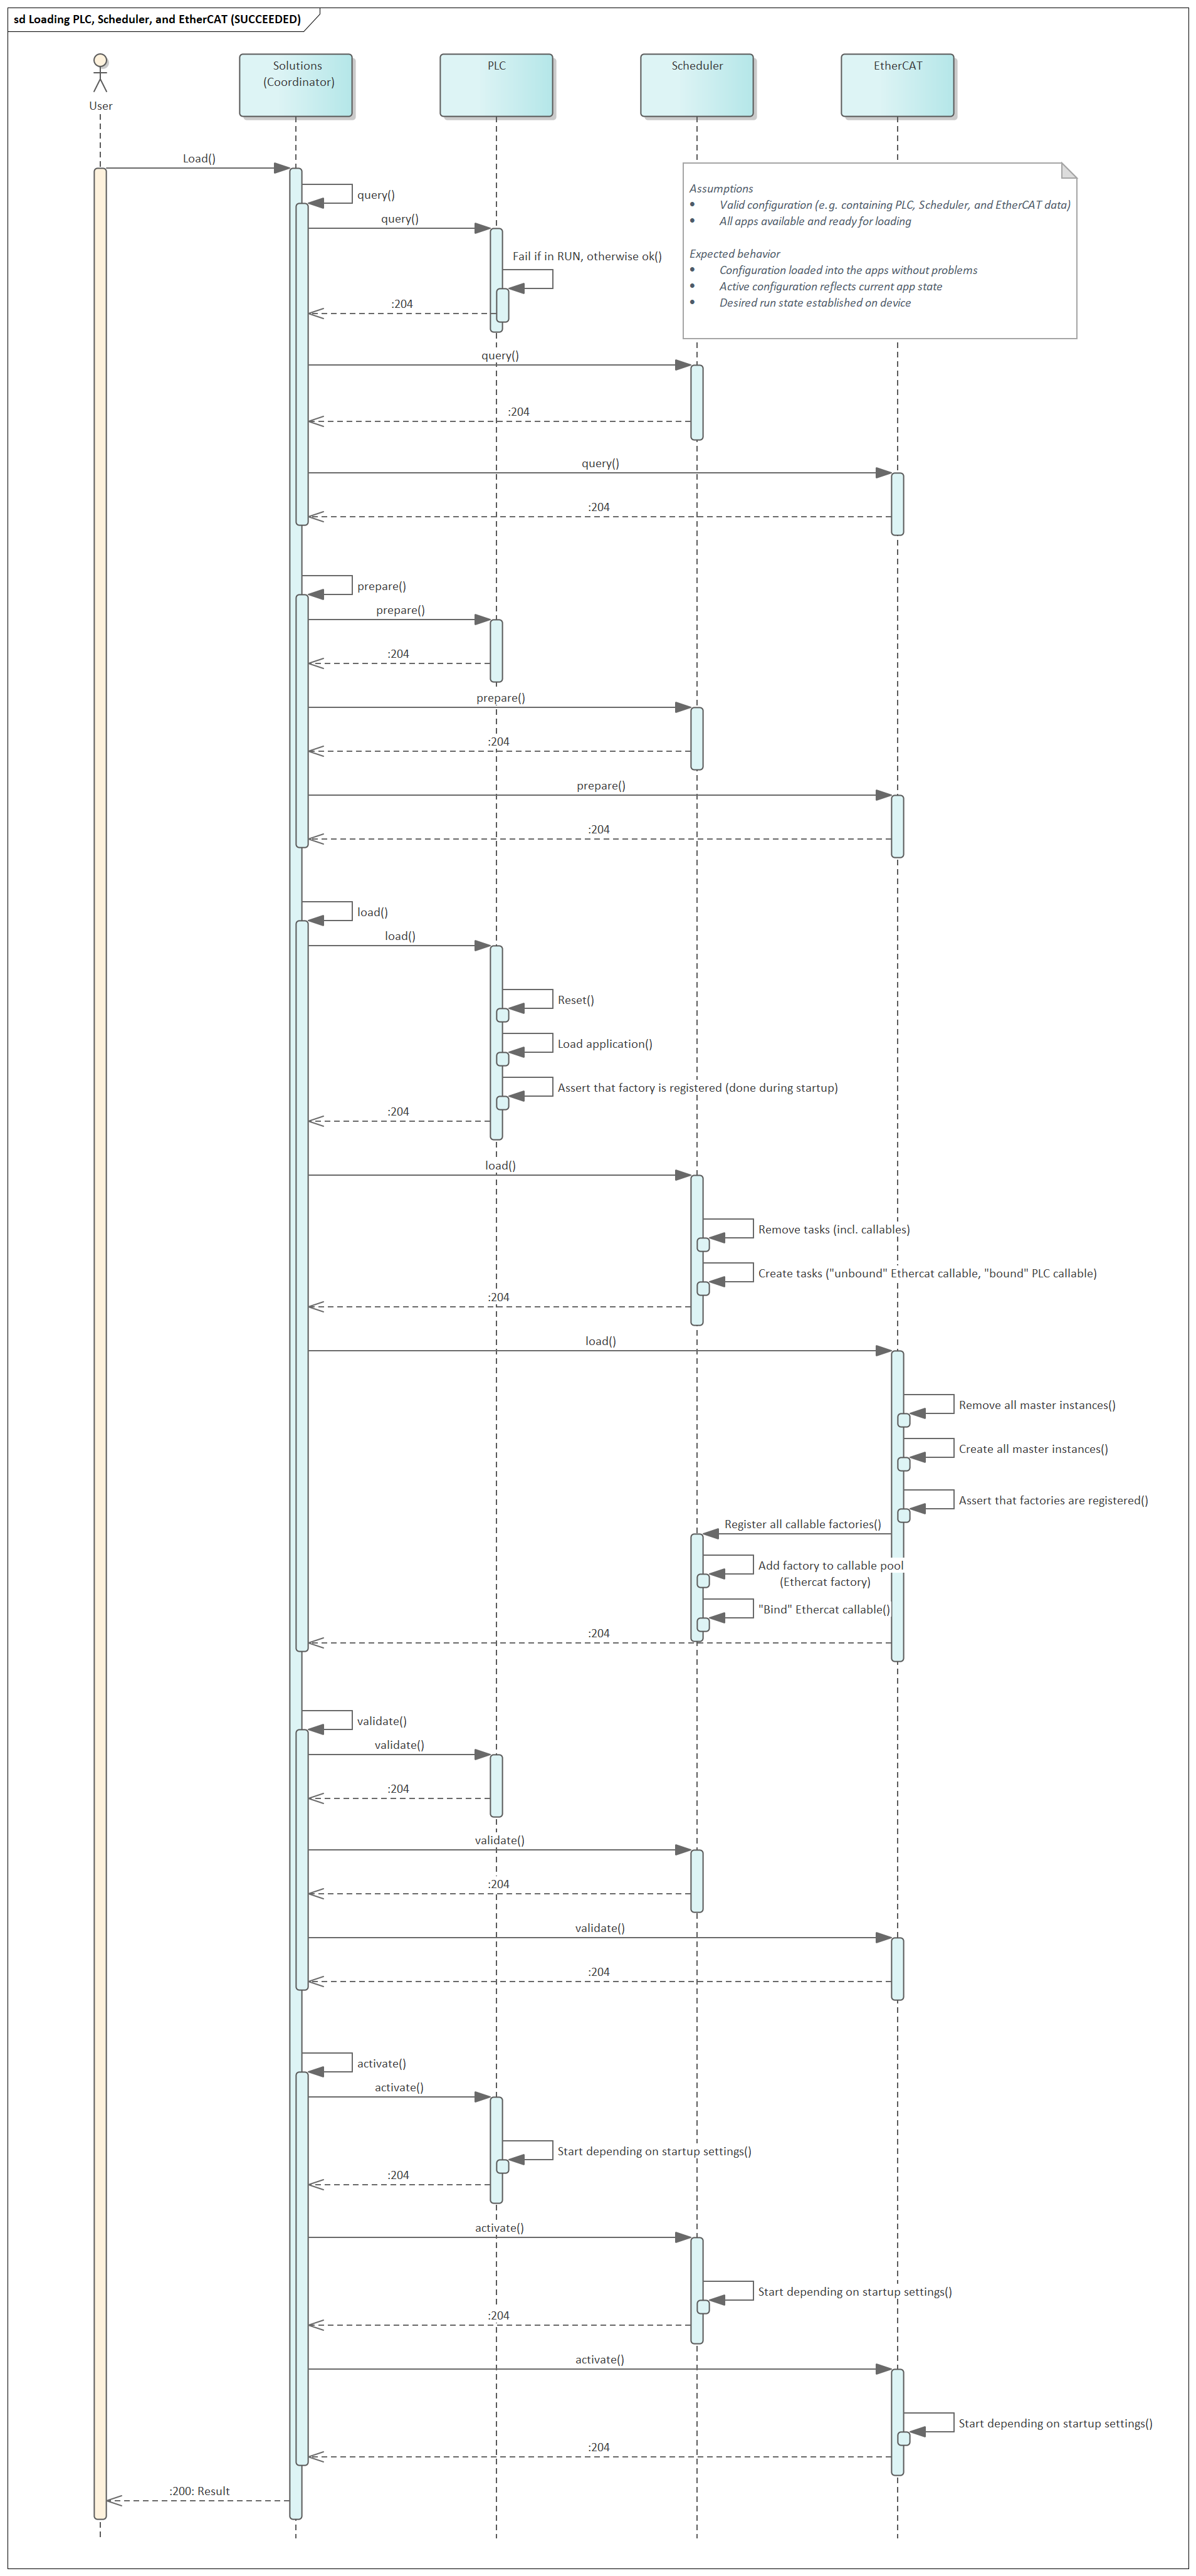 sd Loading PLC, Scheduler, and EtherCAT (SUCCEEDED)
User
Solutions
(Coordinator)
PLC
Scheduler
EtherCAT
Load()
Assumptions
• Valid configuration (e.g. containing PLC, Scheduler, and EtherCAT data)
• All apps available and ready for loading
Expected behavior
• Configuration loaded into the apps without problems
• Active configuration reflects current app state
• Desired run state established on device
query()
query()
Fail if in RUN, otherwise ok()
:204
query()
:204
query()
:204
prepare()
prepare()
:204
prepare()
:204
prepare()
:204
load()
load()
Reset()
Load application()
Assert that factory is registered (done during startup)
:204
load()
Remove tasks (incl. callables)
Create tasks ("unbound" Ethercat callable, "bound" PLC callable)
:204
load()
Remove all master instances()
Create all master instances()
Assert that factories are registered()
Register all callable factories()
Add factory to callable pool
(Ethercat factory)
"Bind" Ethercat callable()
:204
validate()
validate()
:204
validate()
:204
validate()
:204
activate()
activate()
Start depending on startup settings()
:204
activate()
Start depending on startup settings()
:204
activate()
Start depending on startup settings()
:204
:200: Result